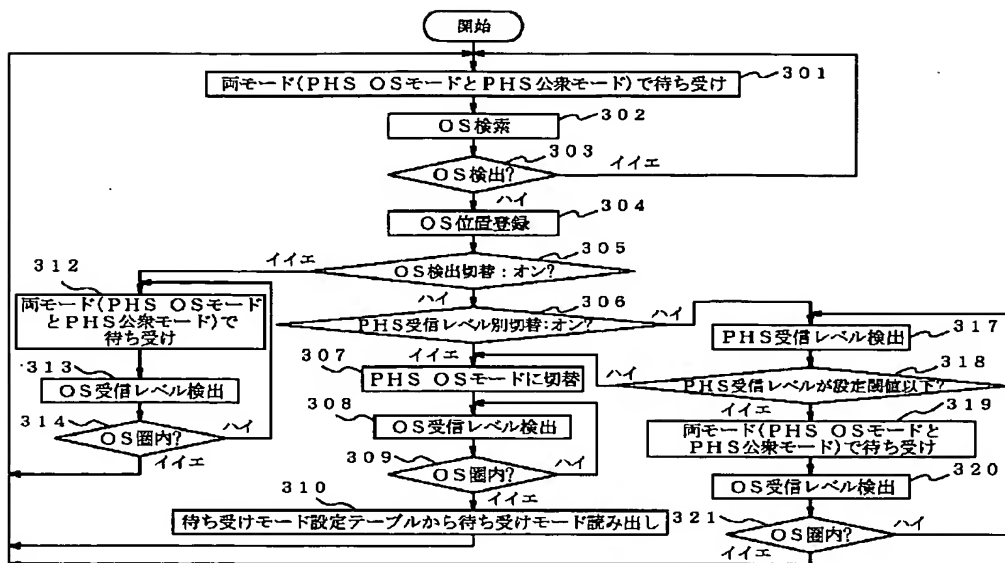 開始
両モード(PHS OSモードとPHS公衆モード)で待ち受け
301
OS検索
302
OS検出?
303
イイエ
ハイ
OS位置登録
304
OS検出切替:オン?
305
イイエ
ハイ
312
両モード(PHS OSモード
とPHS公衆モード)で
待ち受け
313
OS受信レベル検出
314
OS圏内?
ハイ
イイエ
PHS受信レベル別切替:オン?
306
ハイ
イイエ
307
PHS OSモードに切替
308
OS受信レベル検出
309
OS圏内?
ハイ
イイエ
310
待ち受けモード設定テーブルから待ち受けモード読み出し
PHS受信レベル検出
317
318
PHS受信レベルが設定閾値以下?
ハイ
イイエ
319
両モード(PHS OSモードと
PHS公衆モード)で待ち受け
OS受信レベル検出
320
321
OS圏内?
ハイ
イイエ